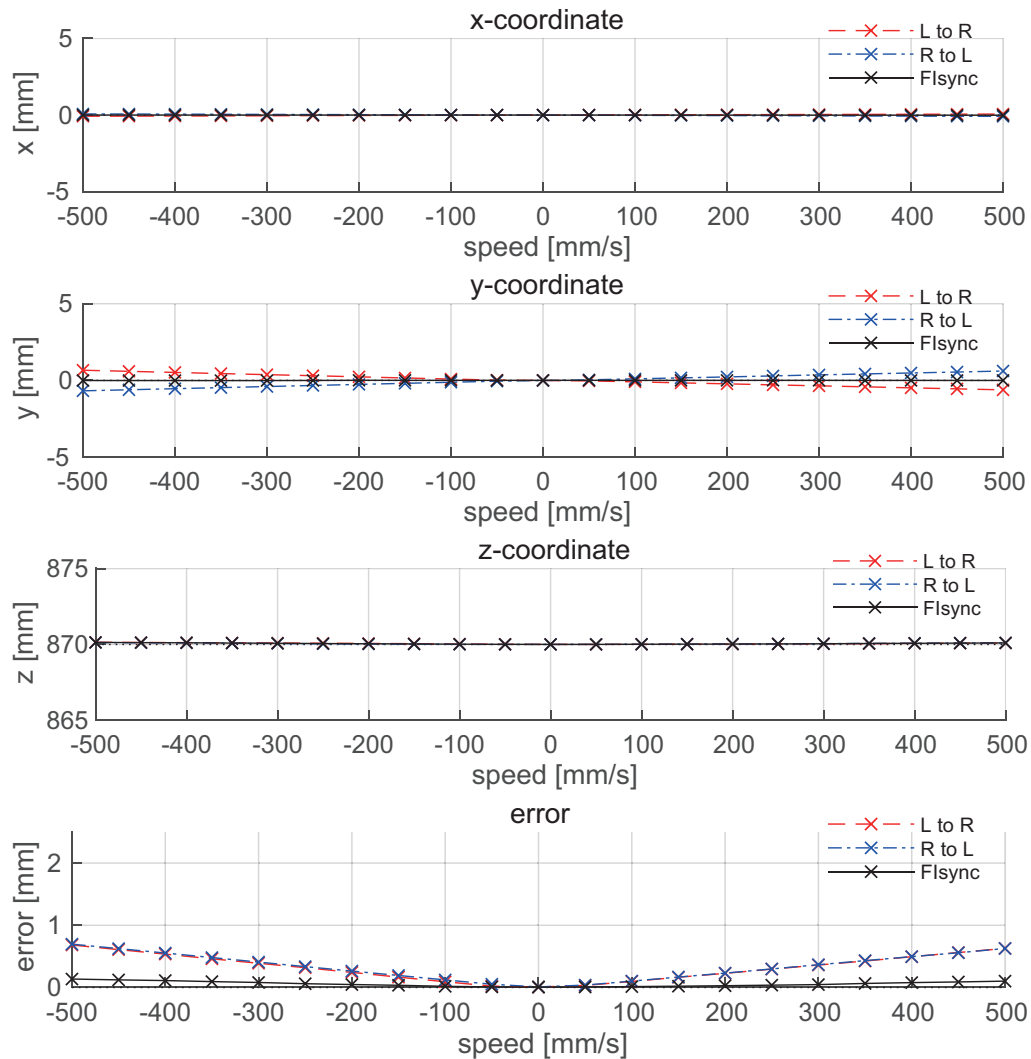 x-coordinate
L to R
R to L
FIsync
5
0
-5
x [mm]
-500 -400 -300 -200 -100 0 100 200 300 400 500
speed [mm/s]
y-coordinate
L to R
R to L
FIsync
5
0
-5
y [mm]
-500 -400 -300 -200 -100 0 100 200 300 400 500
speed [mm/s]
z-coordinate
L to R
R to L
FIsync
875
870
865
z [mm]
-500 -400 -300 -200 -100 0 100 200 300 400 500
speed [mm/s]
error
L to R
R to L
FIsync
2
1
0
error [mm]
-500 -400 -300 -200 -100 0 100 200 300 400 500
speed [mm/s]